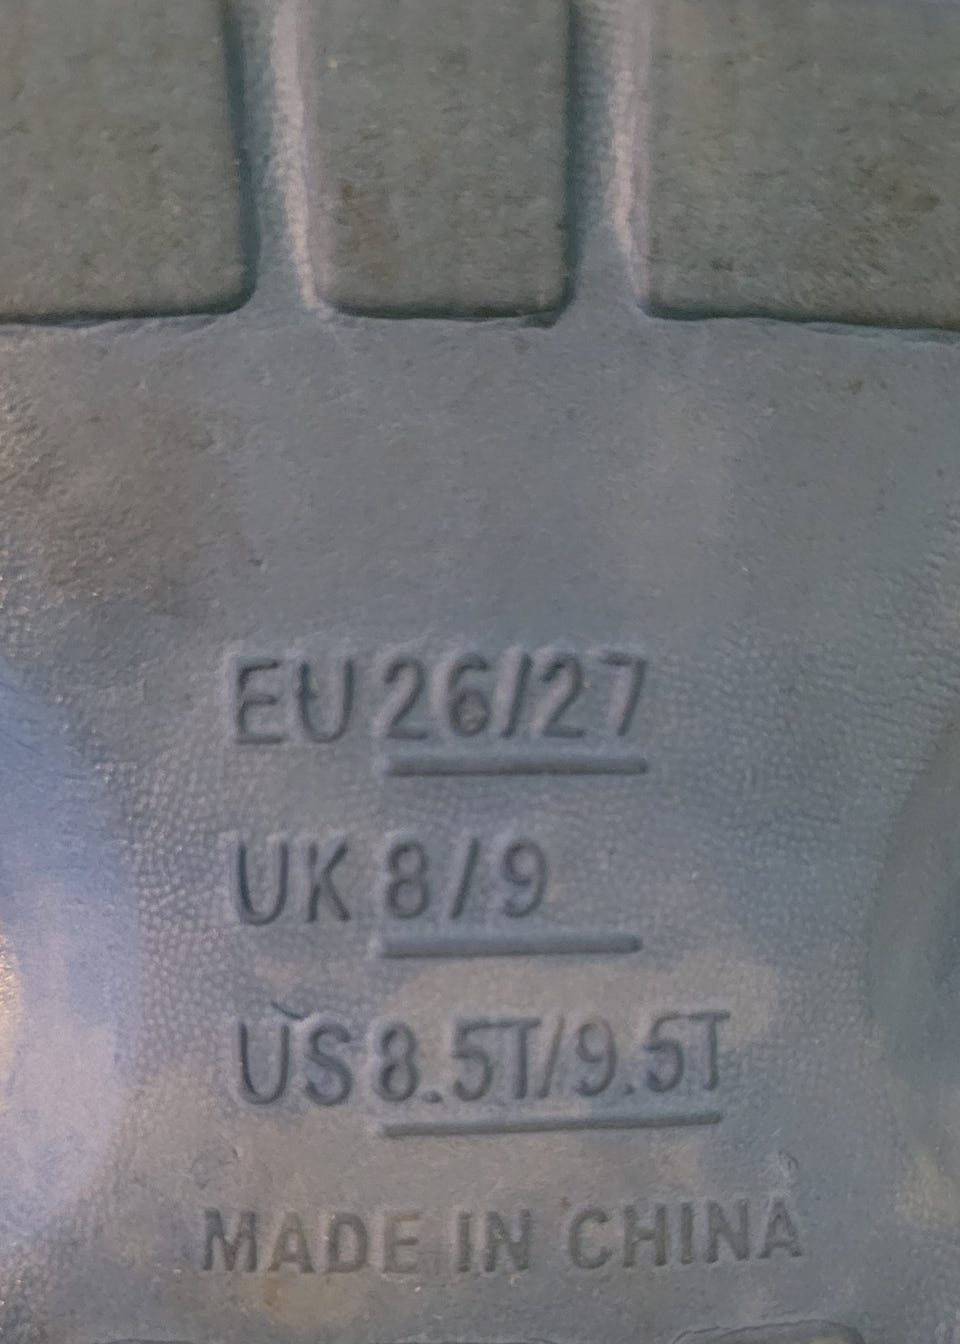 EU 26/27
UK 8/9
US 8.5T/9.5T
MADE IN CHINA